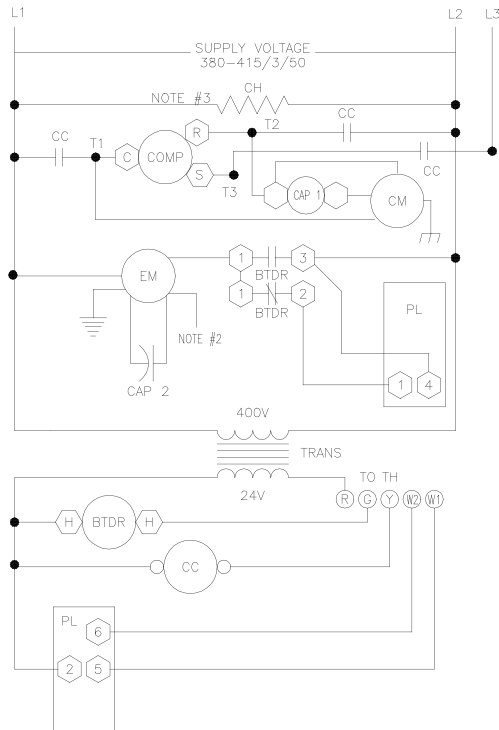 L1 L2 L3
SUPPLY VOLTAGE
380-415/3/50
NOTE #3 CH
CC T1 T2 CC
C COMP R
S
T3 CC
CAP 1 CM
EM 1 3
BTDR
1 2
BTDR
PL
NOTE #2
1 4
CAP 2
400V
TRANS
24V
TO TH
R G Y W2 W1
H BTDR H
CC
PL
6
2 5